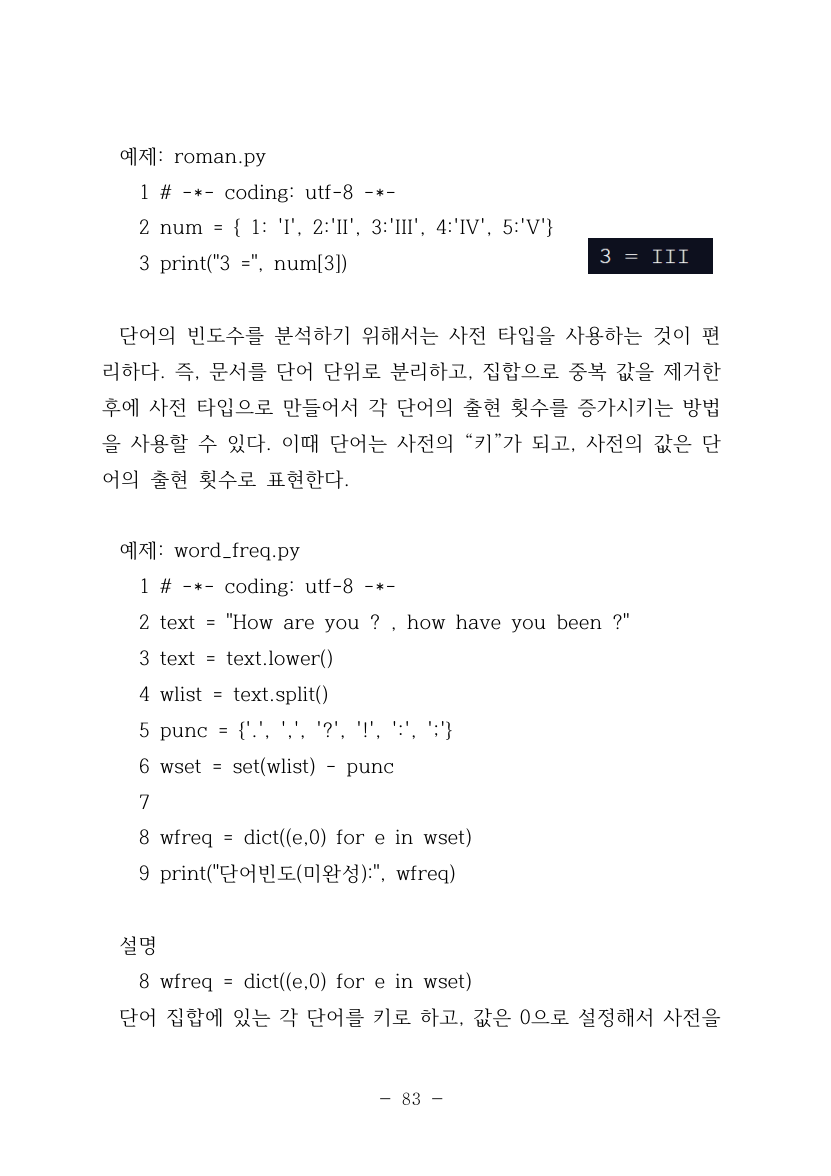 예제: roman.py
1 # -*- coding: utf-8 -*-
2 num = { 1: 'I', 2:'II', 3:'III', 4:'IV', 5:'V'}
3 print("3 =", num[3])
3 = III
단어의 빈도수를 분석하기 위해서는 사전 타입을 사용하는 것이 편
리하다. 즉, 문서를 단어 단위로 분리하고, 집합으로 중복 값을 제거한
후에 사전 타입으로 만들어서 각 단어의 출현 횟수를 증가시키는 방법
을 사용할 수 있다. 이때 단어는 사전의 “키”가 되고, 사전의 값은 단
어의 출현 횟수로 표현한다.
예제: word_freq.py
1 # -*- coding: utf-8 -*-
2 text = "How are you ? , how have you been ?"
3 text = text.lower()
4 wlist = text.split()
5 punc = {'.', ',', '?', '!', ':', ';'}
6 wset = set(wlist) - punc
7
8 wfreq = dict((e,0) for e in wset)
9 print("단어빈도(미완성):", wfreq)
설명
8 wfreq = dict((e,0) for e in wset)
단어 집합에 있는 각 단어를 키로 하고, 값은 0으로 설정해서 사전을
- 83 -